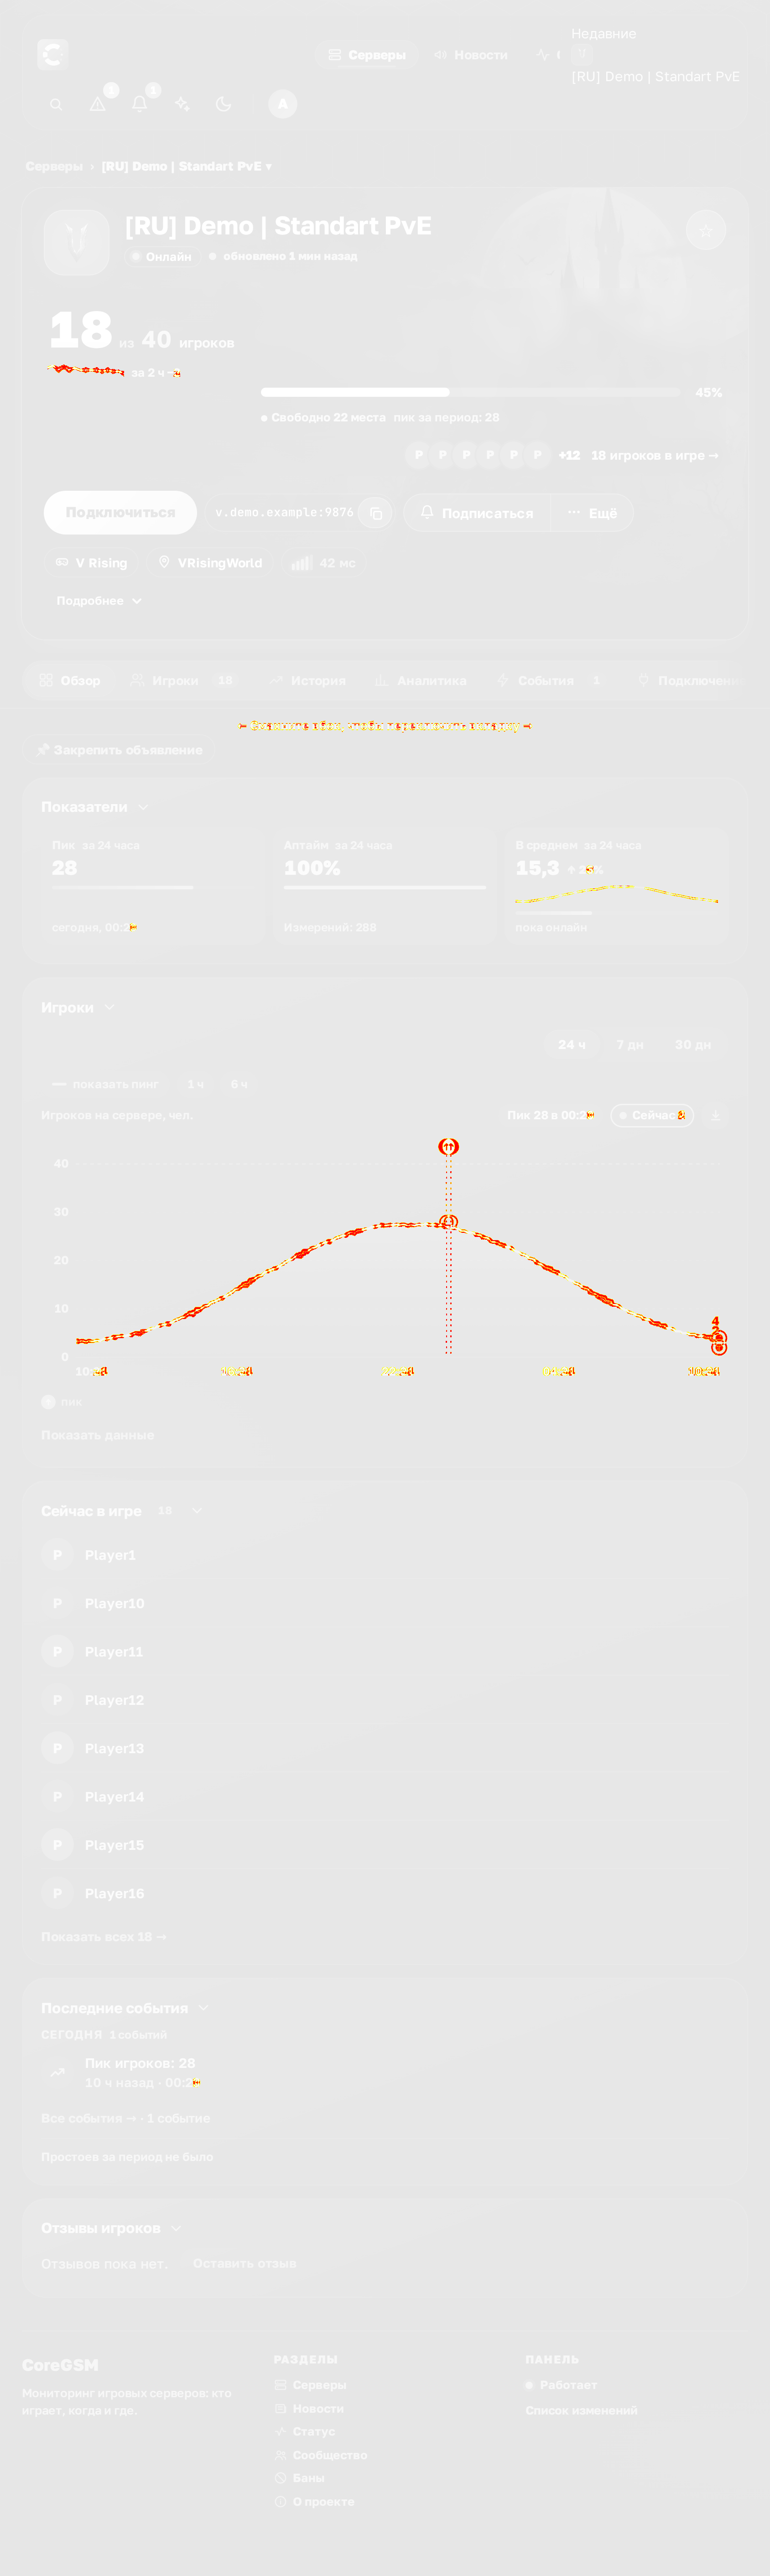 Серверы Новости
Недавние
[RU] Demo | Standart PvE
1 1 A
Серверы › [RU] Demo | Standart PvE ▾
[RU] Demo | Standart PvE
Онлайн обновлено 1 мин назад
18 из 40 игроков
за 2 ч
45%
Свободно 22 места пик за период: 28
P P P P P P +12 18 игроков в игре →
Подключиться v.demo.example:9876 Подписаться ··· Ещё
V Rising VRisingWorld 42 мс
Подробнее
Обзор Игроки 18 История Аналитика События 1 Подключение
📌 Закрепить объявление
Показатели
Пик за 24 часа
28
сегодня,
Аптайм за 24 часа
100%
Измерений: 288
В среднем за 24 часа
15,3
пока онлайн
Игроки
24 ч 7 дн 30 дн
показать пинг 1 ч 6 ч
Игроков на сервере, чел.
Пик 28 в Сейчас
40
30
20
10
0
пик
Показать данные
Сейчас в игре 18
P Player1
P Player10
P Player11
P Player12
P Player13
P Player14
P Player15
P Player16
Показать всех 18 →
Последние события
СЕГОДНЯ 1 событий
Пик игроков: 28
10 ч назад ·
Все события → · 1 событие
Простоев за период не было
Отзывы игроков
Отзывов пока нет. Оставить отзыв
CoreGSM
Мониторинг игровых серверов: кто
играет, когда и где.
РАЗДЕЛЫ
Серверы
Новости
Статус
Сообщество
Баны
О проекте
ПАНЕЛЬ
Работает
Список изменений